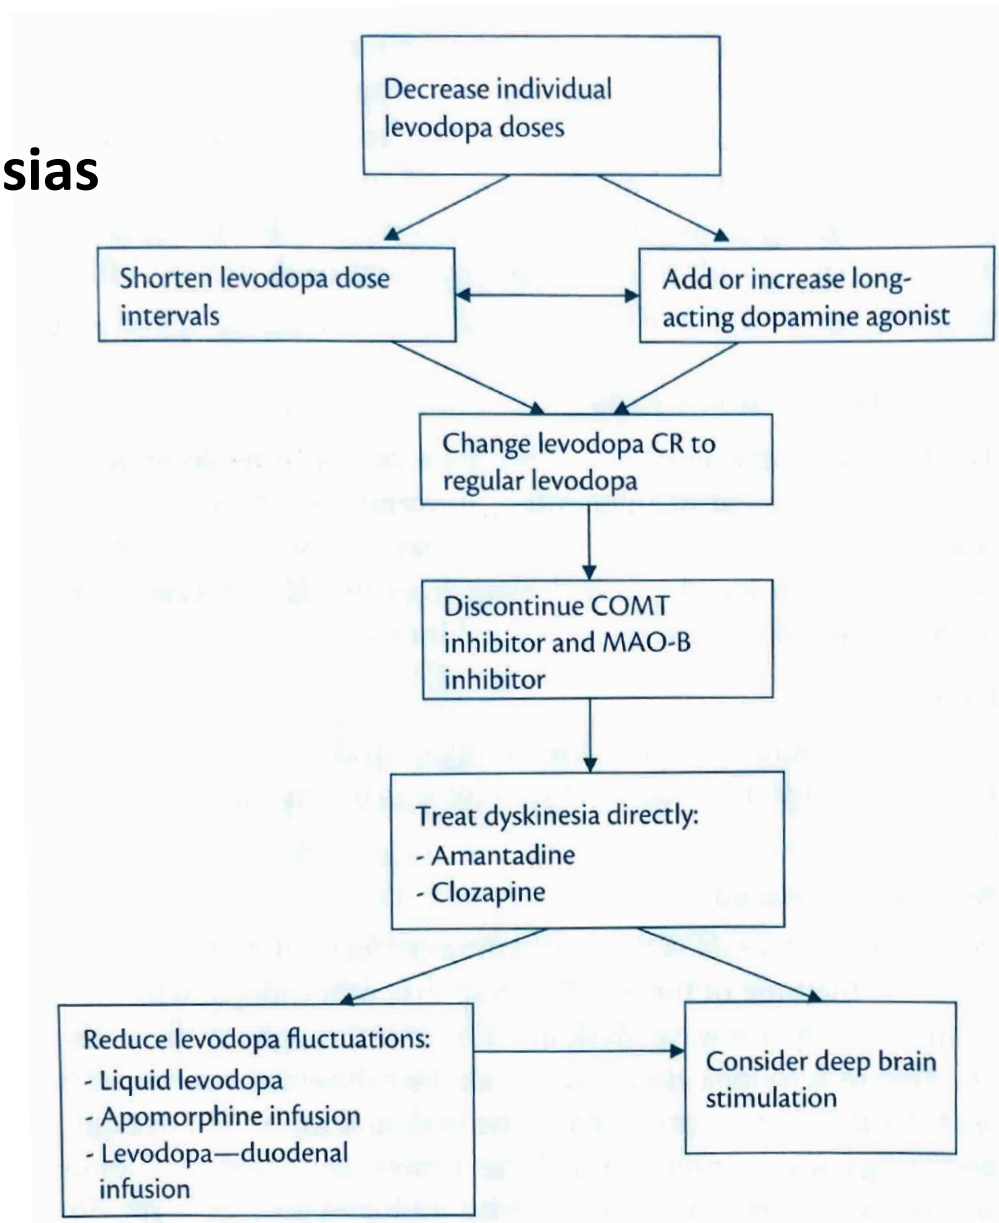 Decrease individual
levodopa doses
sias
Shorten levodopa dose
intervals
Add or increase long-
acting dopamine agonist
Change levodopa CR to
regular levodopa
Discontinue COMT
inhibitor and MAO-B
inhibitor
Treat dyskinesia directly:
- Amantadine
- Clozapine
Reduce levodopa fluctuations:
- Liquid levodopa
- Apomorphine infusion
- Levodopa—duodenal
infusion
Consider deep brain
stimulation